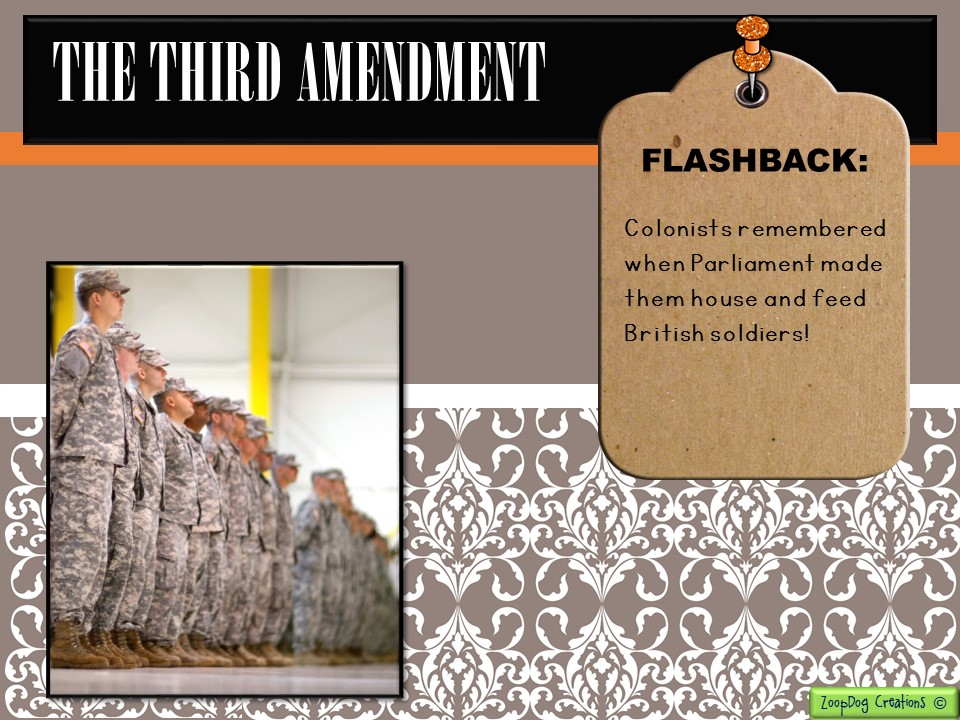 THE THIRD AMENDMENT
FLASHBACK:
Colonists remembered
when Parliament made
them house and feed
British soldiers!
ZoopDog Creations ©